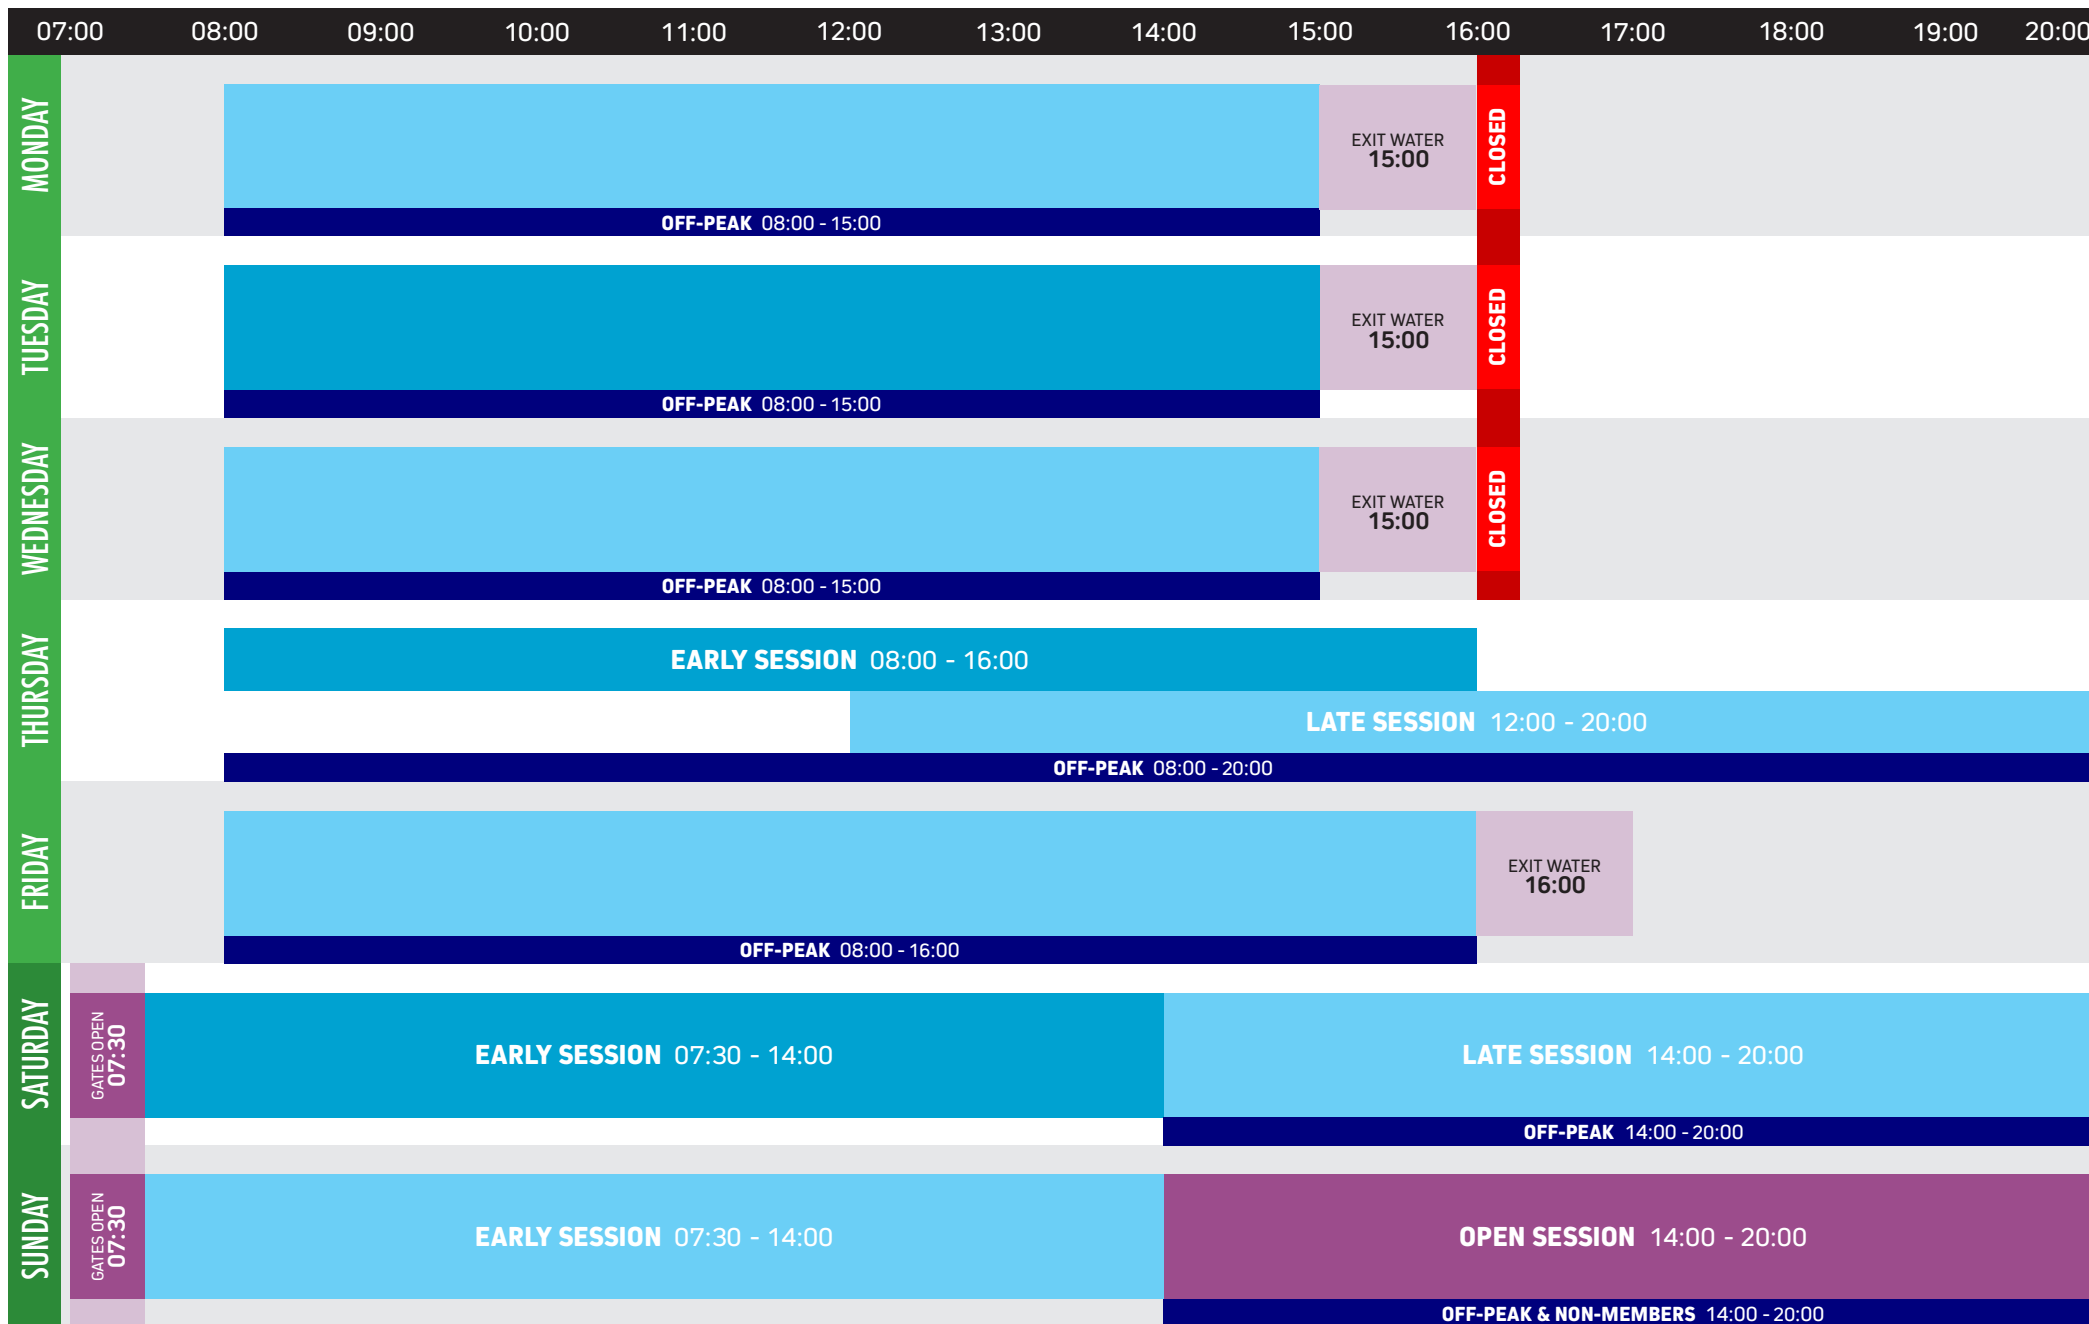 07:00 08:00 09:00 10:00 11:00 12:00 13:00 14:00 15:00 16:00 17:00 18:00 19:00 20:00
MONDAY
EXIT WATER
15:00
CLOSED
OFF-PEAK 08:00 - 15:00
TUESDAY
EXIT WATER
15:00
CLOSED
OFF-PEAK 08:00 - 15:00
WEDNESDAY
EXIT WATER
15:00
CLOSED
OFF-PEAK 08:00 - 15:00
THURSDAY
EARLY SESSION 08:00 - 16:00
LATE SESSION 12:00 - 20:00
OFF-PEAK 08:00 - 20:00
FRIDAY
EXIT WATER
16:00
OFF-PEAK 08:00 - 16:00
SATURDAY
GATES OPEN
07:30
EARLY SESSION 07:30 - 14:00
LATE SESSION 14:00 - 20:00
OFF-PEAK 14:00 - 20:00
SUNDAY
GATES OPEN
07:30
EARLY SESSION 07:30 - 14:00
OPEN SESSION 14:00 - 20:00
OFF-PEAK & NON-MEMBERS 14:00 - 20:00